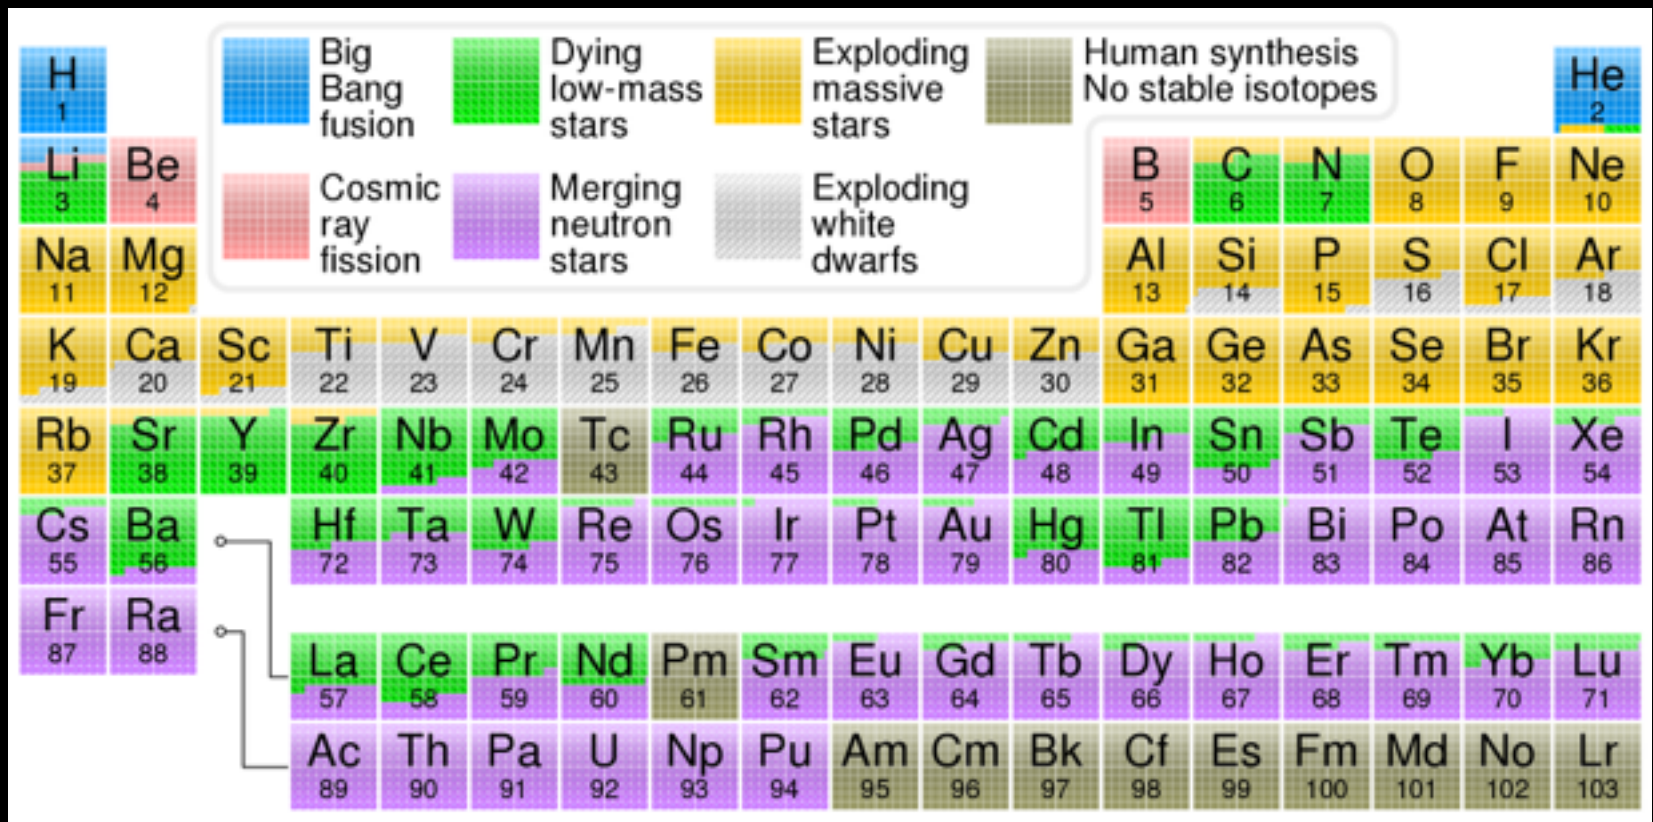 Big
Bang
fusion
Dying
low-mass
stars
Exploding
massive
stars
Human synthesis
No stable isotopes
Cosmic
ray
fission
Merging
neutron
stars
Exploding
white
dwarfs
H He
1 2
Li Be B C N O F Ne
3 4 5 6 7 8 9 10
Na Mg Al Si P S Cl Ar
11 12 13 14 15 16 17 18
K Ca Sc Ti V Cr Mn Fe Co Ni Cu Zn Ga Ge As Se Br Kr
19 20 21 22 23 24 25 26 27 28 29 30 31 32 33 34 35 36
Rb Sr Y Zr Nb Mo Tc Ru Rh Pd Ag Cd In Sn Sb Te I Xe
37 38 39 40 41 42 43 44 45 46 47 48 49 50 51 52 53 54
Cs Ba Hf Ta W Re Os Ir Pt Au Hg Tl Pb Bi Po At Rn
55 56 72 73 74 75 76 77 78 79 80 81 82 83 84 85 86
Fr Ra
87 88
La Ce Pr Nd Pm Sm Eu Gd Tb Dy Ho Er Tm Yb Lu
57 58 59 60 61 62 63 64 65 66 67 68 69 70 71
Ac Th Pa U Np Pu Am Cm Bk Cf Es Fm Md No Lr
89 90 91 92 93 94 95 96 97 98 99 100 101 102 103